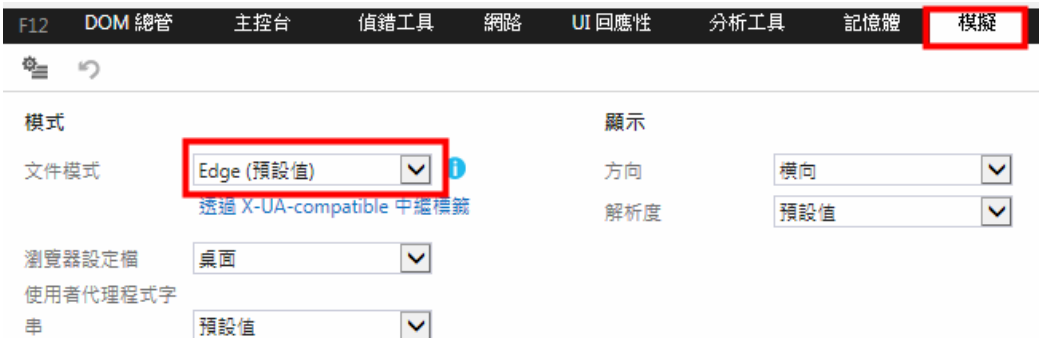 F12 DOM 總管 主控台 偵錯工具 網路 UI 回應性 分析工具 記憶體 模擬
模式
文件模式 Edge (預設值)
透過 X-UA-compatible 中繼標籤
瀏覽器設定檔 桌面
使用者代理程式字
串 預設值
顯示
方向 橫向
解析度 預設值